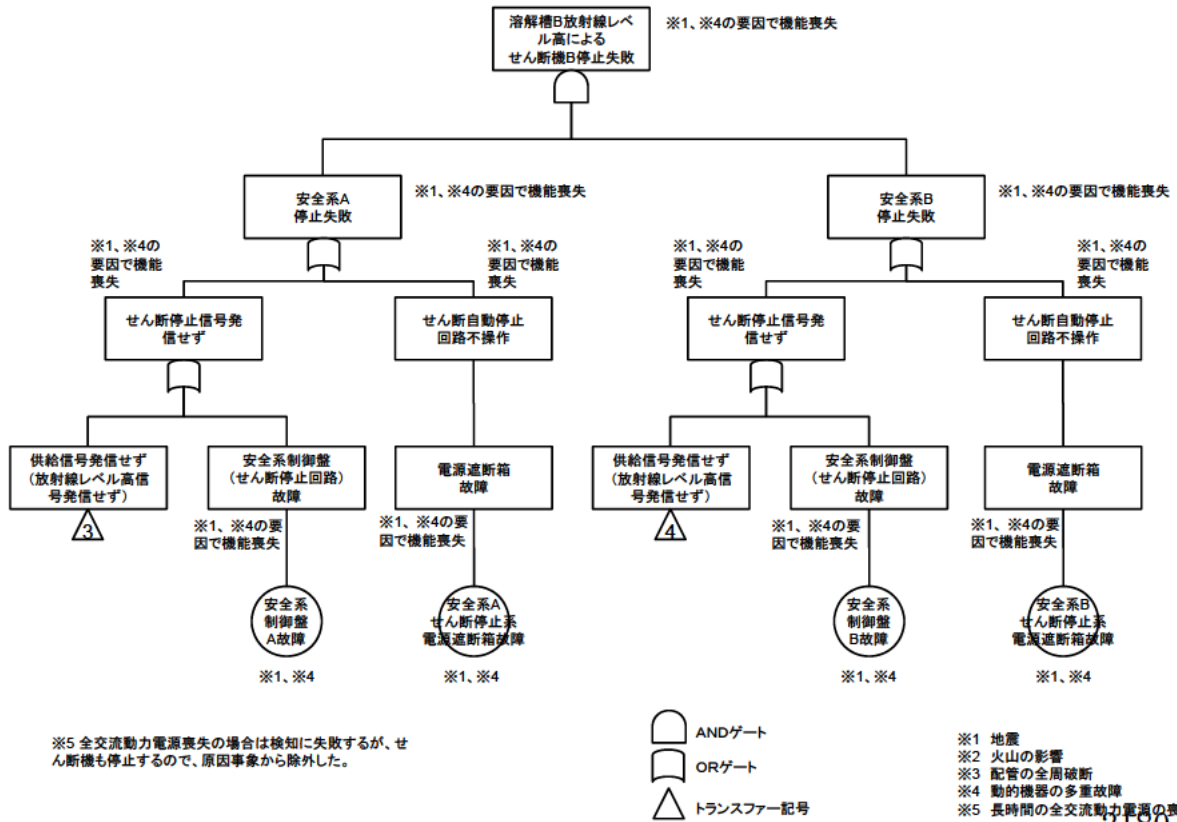 溶解槽B放射線レベ
ル高による
せん断機B停止失敗
※1、※4の要因で機能喪失
安全系A
停止失敗
※1、※4の要因で機能喪失
安全系B
停止失敗
※1、※4の要因で機能喪失
※1、※4の
要因で機能
喪失
※1、※4の
要因で機能
喪失
※1、※4の
要因で機能
喪失
※1、※4の
要因で機能
喪失
せん断停止信号発
信せず
せん断自動停止
回路不操作
せん断停止信号発
信せず
せん断自動停止
回路不操作
供給信号発信せず
(放射線レベル高信
号発信せず)
安全系制御盤
(せん断停止回路)
故障
電源遮断箱
故障
供給信号発信せず
(放射線レベル高信
号発信せず)
安全系制御盤
(せん断停止回路)
故障
電源遮断箱
故障
3
※1、※4の要
因で機能喪失
※1、※4の要
因で機能喪失
4
※1、※4の要
因で機能喪失
※1、※4の要
因で機能喪失
安全系
制御盤
A故障
安全系A
せん断停止系
電源遮断箱故障
安全系
制御盤
B故障
安全系B
せん断停止系
電源遮断箱故障
※1、※4
※1、※4
※1、※4
※1、※4
※5 全交流動力電源喪失の場合は検知に失敗するが、せ
ん断機も停止するので、原因事象から除外した。
ANDゲート
ORゲート
トランスファー記号
※1 地震
※2 火山の影響
※3 配管の全周破断
※4 動的機器の多重故障
※5 長時間の全交流動力電源の喪